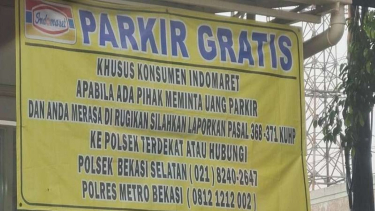 Indomaret
PARKIR GRATIS
KHUSUS KONSUMEN INDOMARET
APABILA ADA PIHAK MEMINTA UANG PARKIR
DAN ANDA MERASA DI RUGIKAN SILAHKAN LAPORKAN PASAL 368-371 KUHP
KE POLSEK TERDEKAT ATAU HUBUNGI
POLSEK BEKASI SELATAN ( 021 ) 8240-2647
POLRES METRO BEKASI ( 0812 1212 002 )